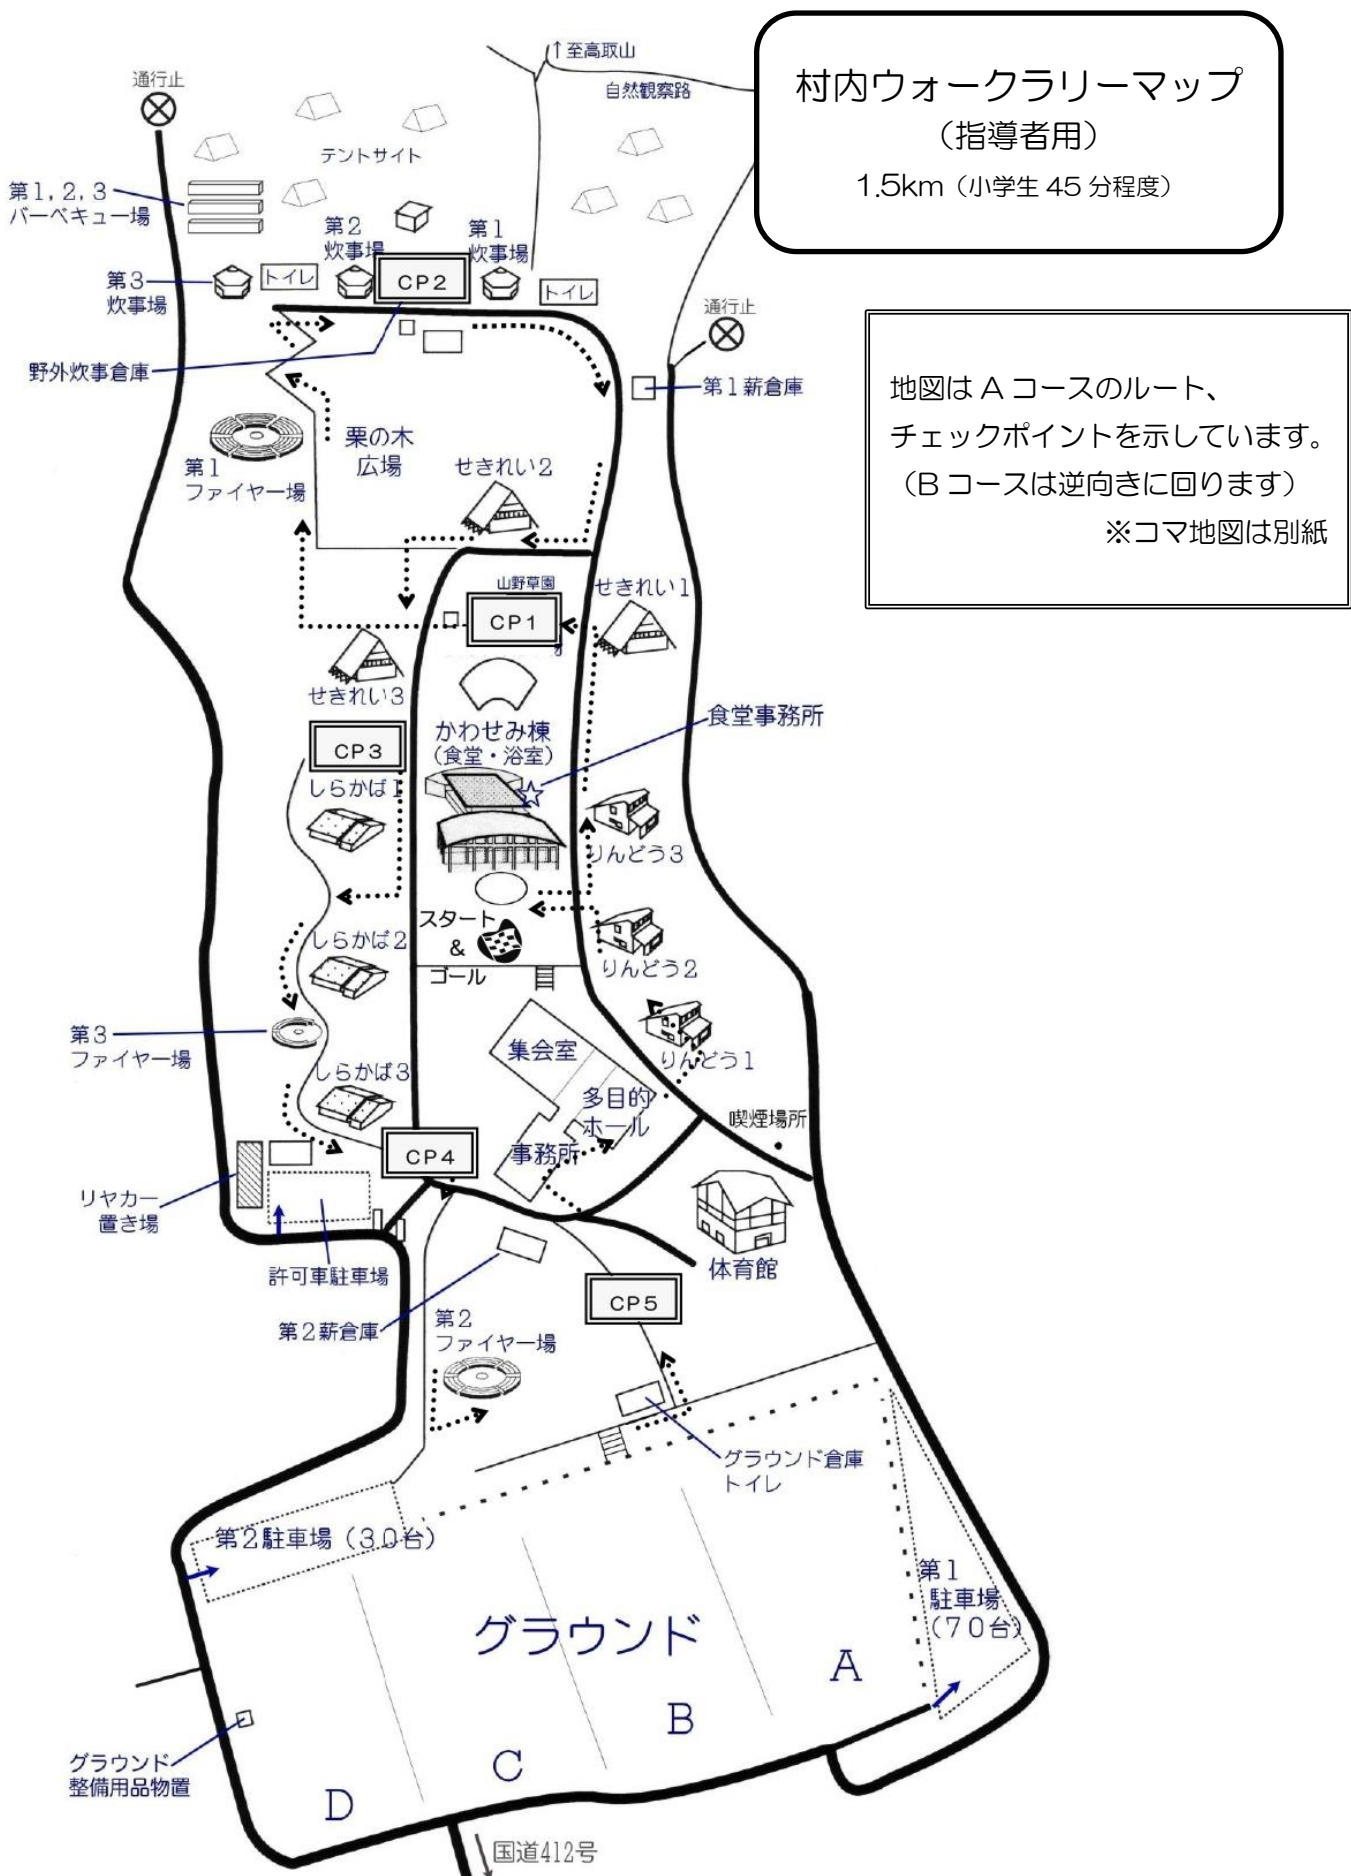 村内ウォークラリーマップ
（指導者用）
1.5km（小学生 45 分程度）
↑至高取山
自然観察路
通行止
テントサイト
第1,2,3
バーベキュー場
第2
炊事場
第1
炊事場
CP2
トイレ
トイレ
第3
炊事場
通行止
野外炊事倉庫
第1薪倉庫
地図は A コースのルート、
チェックポイントを示しています。
（B コースは逆向きに回ります）
※コマ地図は別紙
栗の木
広場
第1
ファイヤー場
せきれい2
山野草園
せきれい1
CP1
せきれい3
食堂事務所
かわせみ棟
（食堂・浴室）
CP3
しらかば1
りんどう3
スタート
&
ゴール
しらかば2
りんどう2
第3
ファイヤー場
集会室
りんどう1
しらかば3
多目的
ホール
喫煙場所
事務所
CP4
リヤカー
置き場
体育館
許可車駐車場
CP5
第2薪倉庫
第2
ファイヤー場
グラウンド倉庫
トイレ
第2駐車場（30台）
第1
駐車場
（70台）
グラウンド
A
B
C
D
グラウンド
整備用品物置
国道412号